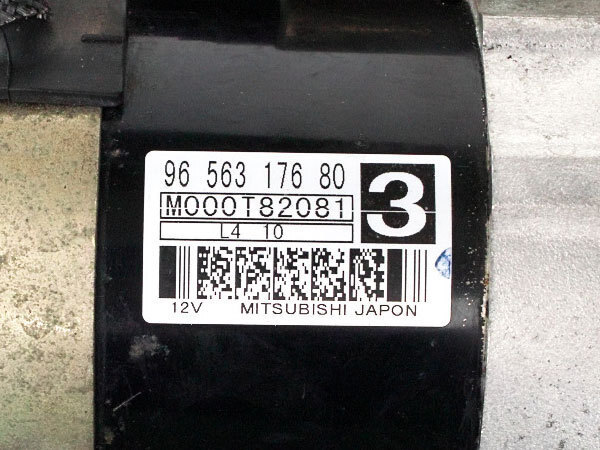 96 563 176 80
3
M000T82081
L4 10
12V MITSUBISHI JAPON